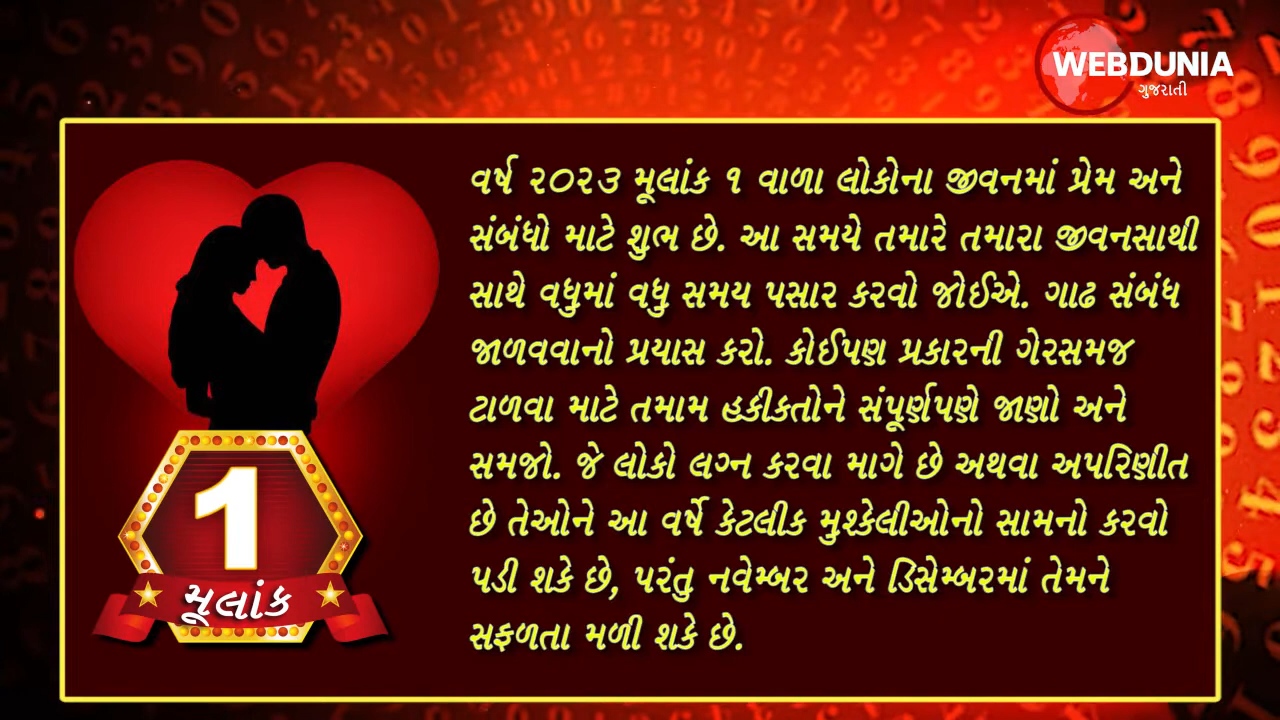 WEBDUNIA
ગુજરાતી
વર્ષ ૨૦૨૩ મૂલાંક ૧ વાળા લોકોના જીવનમાં પ્રેમ અને
સંબંધો માટે શુભ છે. આ સમયે તમારે તમારા જીવનસાથી
સાથે વધુમાં વધુ સમય પસાર કરવો જોઈએ. ગાઢ સંબંધ
જાળવવાનો પ્રયાસ કરો. કોઈપણ પ્રકારની ગેરસમજ
ટાળવા માટે તમામ હકીકતોને સંપૂર્ણપણે જાણો અને
સમજો. જે લોકો લગ્ન કરવા માગે છે અથવા અપરિણીત
છે તેઓને આ વર્ષે કેટલીક મુશ્કેલીઓનો સામનો કરવો
પડી શકે છે, પરંતુ નવેમ્બર અને ડિસેમ્બરમાં તેમને
સફળતા મળી શકે છે.
1
મૂલાંક